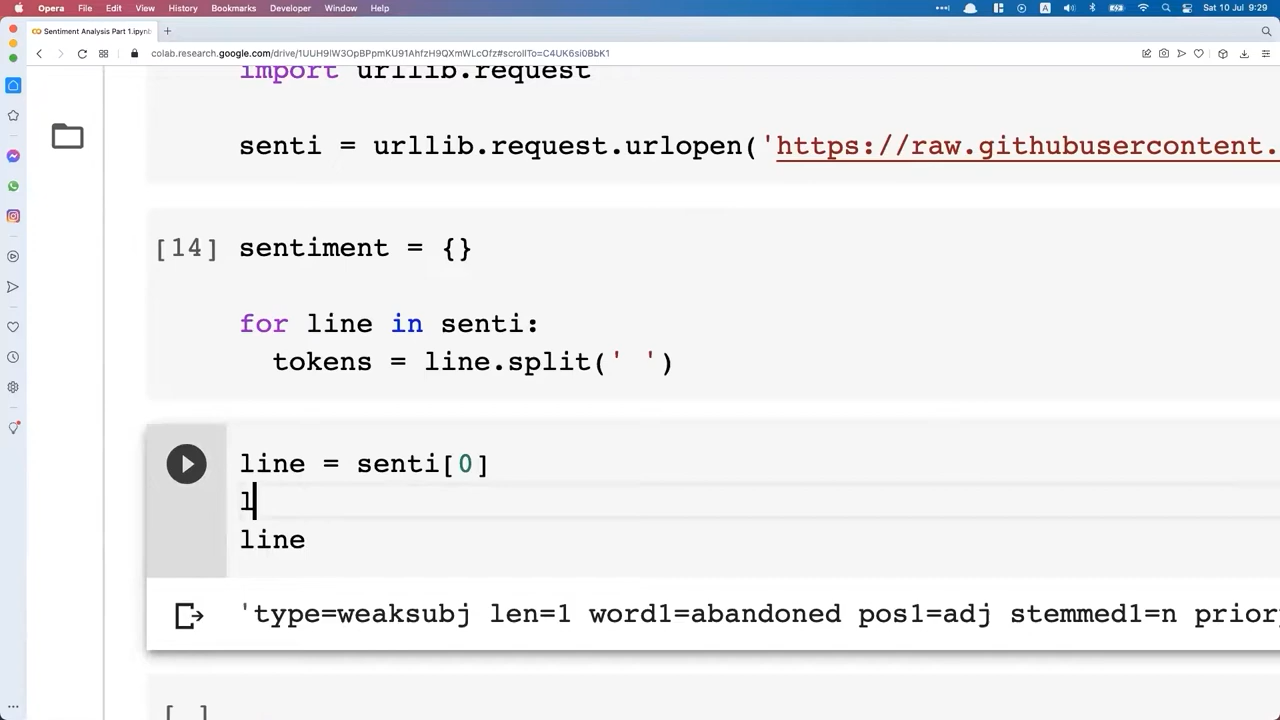 Opera File Edit View History Bookmarks Developer Window Help A Sat 10 Jul 9:29
Sentiment Analysis Part 1.ipynb
colab.research.google.com/drive/1UUH9IW3OpBPpmKU91AhfzH9QXmWLcOfz#scrollTo=C4UK6si0BbK1
import urllib.request
senti = urllib.request.urlopen('https://raw.githubusercontent.
[14] sentiment = {}
for line in senti:
tokens = line.split(' ')
line = senti[0]
l
line
'type=weaksubj len=1 word1=abandoned pos1=adj stemmed1=n priorp
[ ]